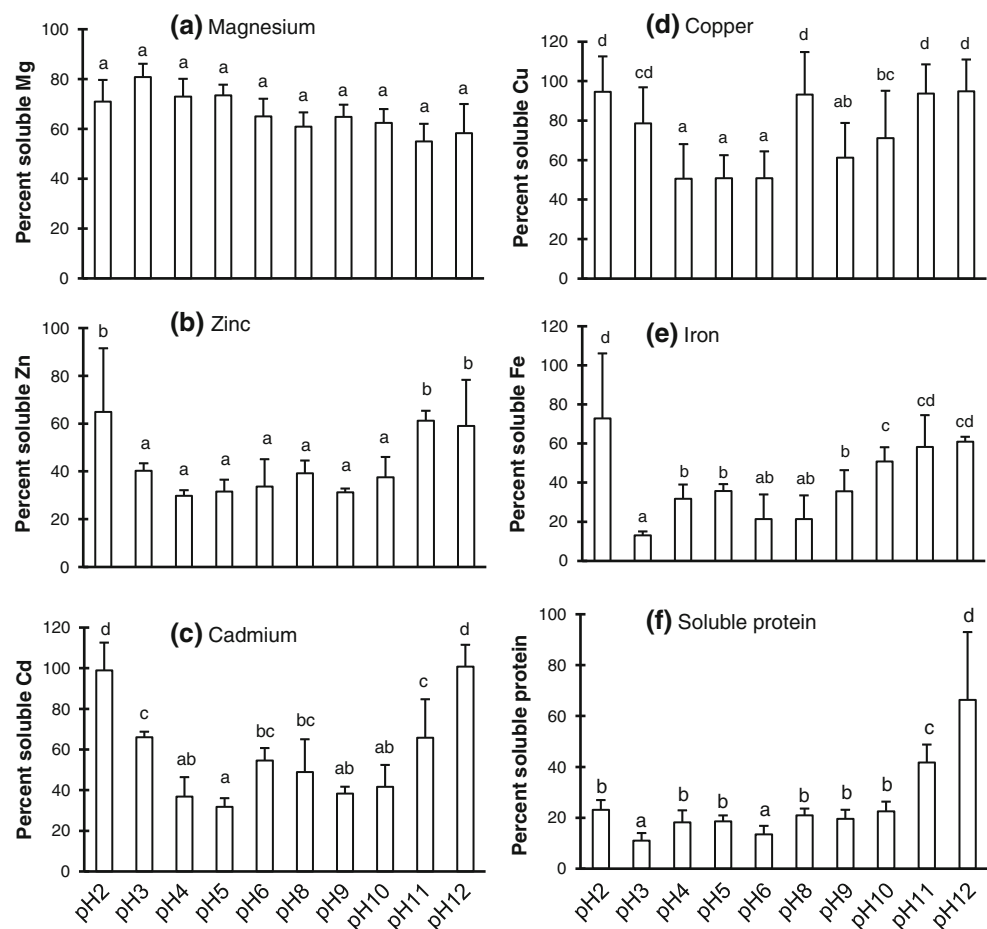 (a) Magnesium
Percent soluble Mg
100
80
60
40
20
0
a a a a a a a a a a
(b) Zinc
Percent soluble Zn
100
80
60
40
20
0
b a a a a a a a b b
(c) Cadmium
Percent soluble Cd
120
100
80
60
40
20
0
d c ab a bc bc ab ab c d
pH2 pH3 pH4 pH5 pH6 pH8 pH9 pH10 pH11 pH12
(d) Copper
Percent soluble Cu
120
100
80
60
40
20
0
d cd a a a d ab bc d d
(e) Iron
Percent soluble Fe
120
100
80
60
40
20
0
d a b b ab ab b c cd cd
(f) Soluble protein
Percent soluble protein
100
80
60
40
20
0
b a b b a b b b c d
pH2 pH3 pH4 pH5 pH6 pH8 pH9 pH10 pH11 pH12